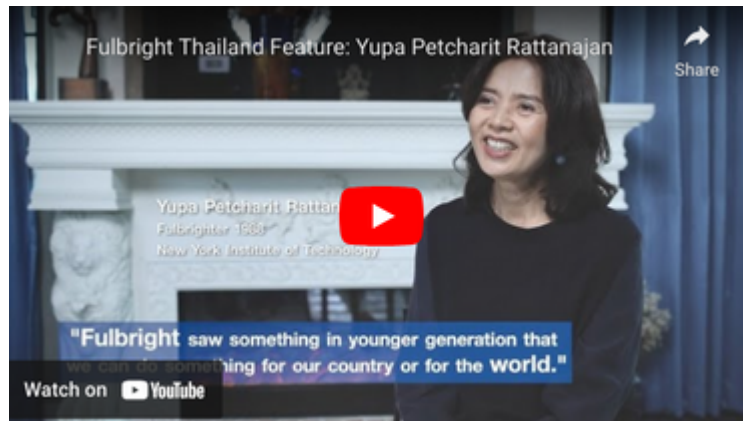 Fulbright Thailand Feature: Yupa Petcharit Rattanajan
Share
Yupa Petcharit Rattan
Fulbrighter
New York Institute of Technology
"Fulbright saw something in younger generation that
we can do something for our country or for the world."
Watch on YouTube